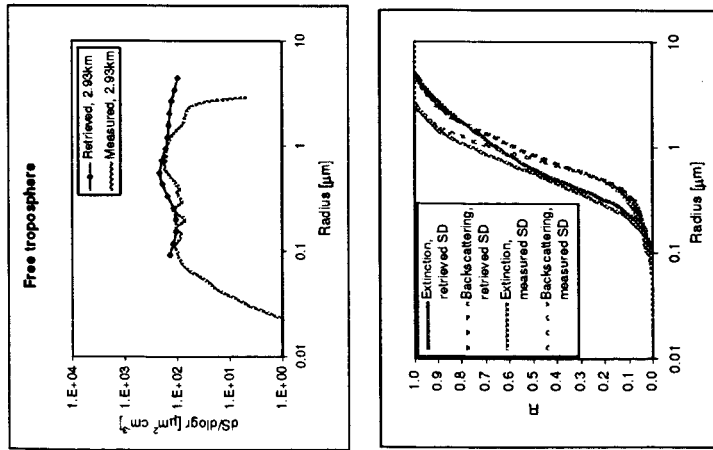 Free troposphere
Retrieved, 2.93km
Measured, 2.93km
1.E+04
1.E+03
1.E+02
1.E+01
1.E+00
dS/dlogr [µm² cm⁻³]
0.01
0.1
1
10
Radius [µm]
Extinction,
retrieved SD
Backscattering,
retrieved SD
Extinction,
measured SD
Backscattering,
measured SD
1.0
0.9
0.8
0.7
0.6
0.5
0.4
0.3
0.2
0.1
0.0
0.01
0.1
1
10
Radius [µm]